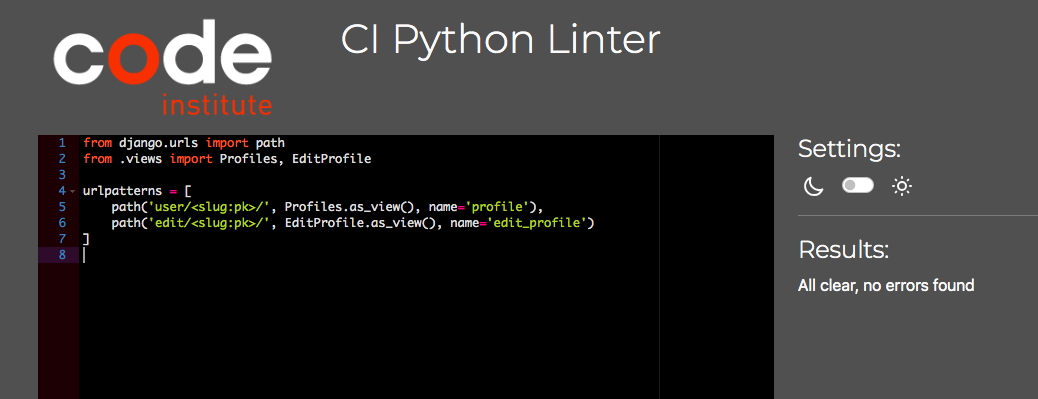 code
institute
CI Python Linter
1 from django.urls import path
2 from .views import Profiles, EditProfile
3
4 urlpatterns = [
5     path('user/<slug:pk>/', Profiles.as_view(), name='profile'),
6     path('edit/<slug:pk>/', EditProfile.as_view(), name='edit_profile')
7 ]
8
Settings:
Results:
All clear, no errors found